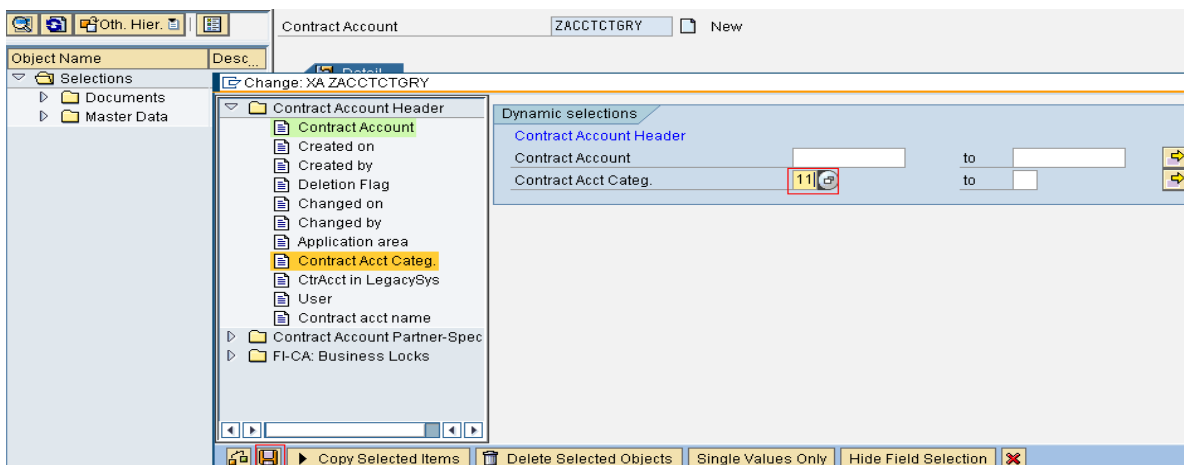 Oth. Hier.
Contract Account ZACCTCTGRY New
Object Name Desc...
Detail
Selections
Documents
Master Data
Change: XA ZACCTCTGRY
Contract Account Header
Contract Account
Created on
Created by
Deletion Flag
Changed on
Changed by
Application area
Contract Acct Categ.
CtrAcct in LegacySys
User
Contract acct name
Contract Account Partner-Spec
FI-CA: Business Locks
Dynamic selections
Contract Account Header
Contract Account to
Contract Acct Categ. 11 to
Copy Selected Items Delete Selected Objects Single Values Only Hide Field Selection